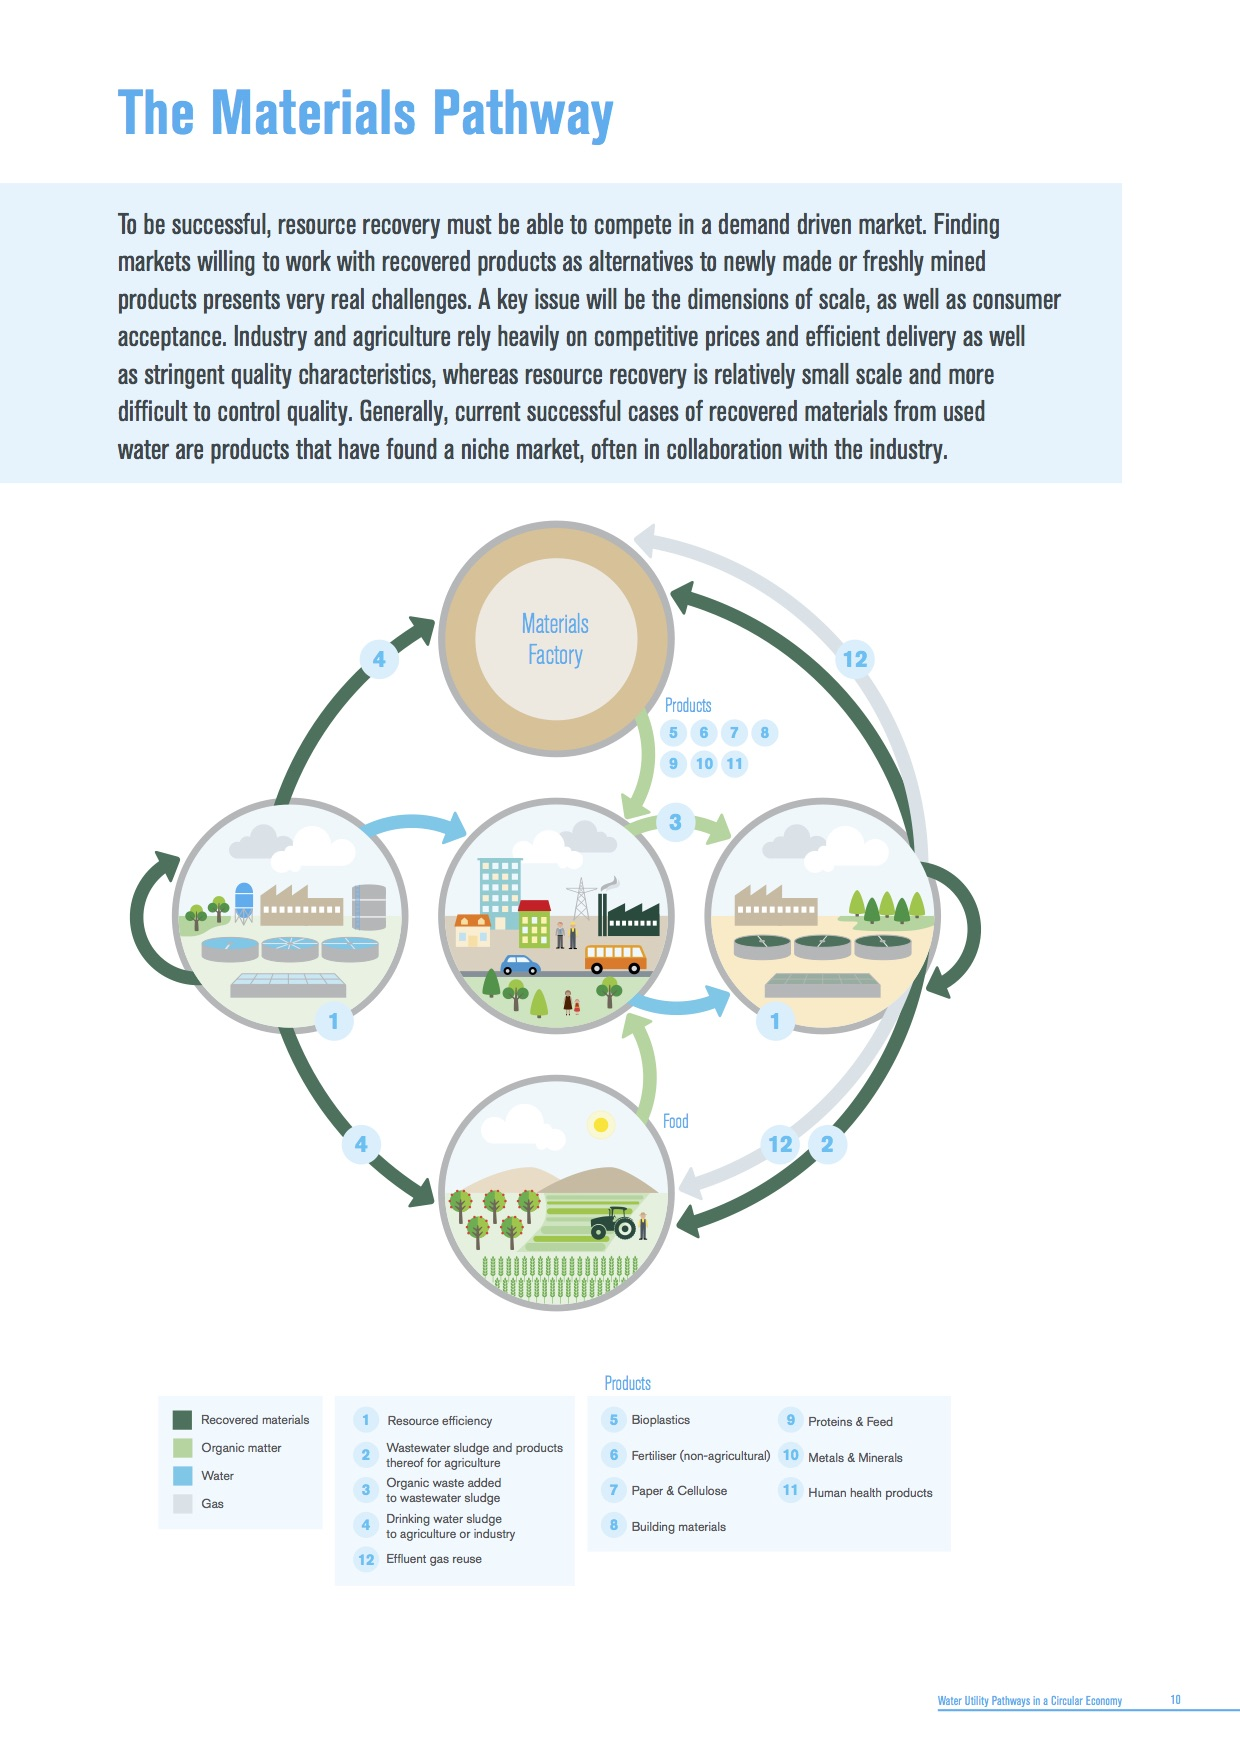 The Materials Pathway
To be successful, resource recovery must be able to compete in a demand driven market. Finding
markets willing to work with recovered products as alternatives to newly made or freshly mined
products presents very real challenges. A key issue will be the dimensions of scale, as well as consumer
acceptance. Industry and agriculture rely heavily on competitive prices and efficient delivery as well
as stringent quality characteristics, whereas resource recovery is relatively small scale and more
difficult to control quality. Generally, current successful cases of recovered materials from used
water are products that have found a niche market, often in collaboration with the industry.
Materials
Factory
4
12
Products
5 6 7 8
9 10 11
3
1
1
4
Food
12 2
Recovered materials
Organic matter
Water
Gas
1 Resource efficiency
2 Wastewater sludge and products
thereof for agriculture
3 Organic waste added
to wastewater sludge
4 Drinking water sludge
to agriculture or industry
12 Effluent gas reuse
Products
5 Bioplastics
6 Fertiliser (non-agricultural)
7 Paper & Cellulose
8 Building materials
9 Proteins & Feed
10 Metals & Minerals
11 Human health products
Water Utility Pathways in a Circular Economy 10